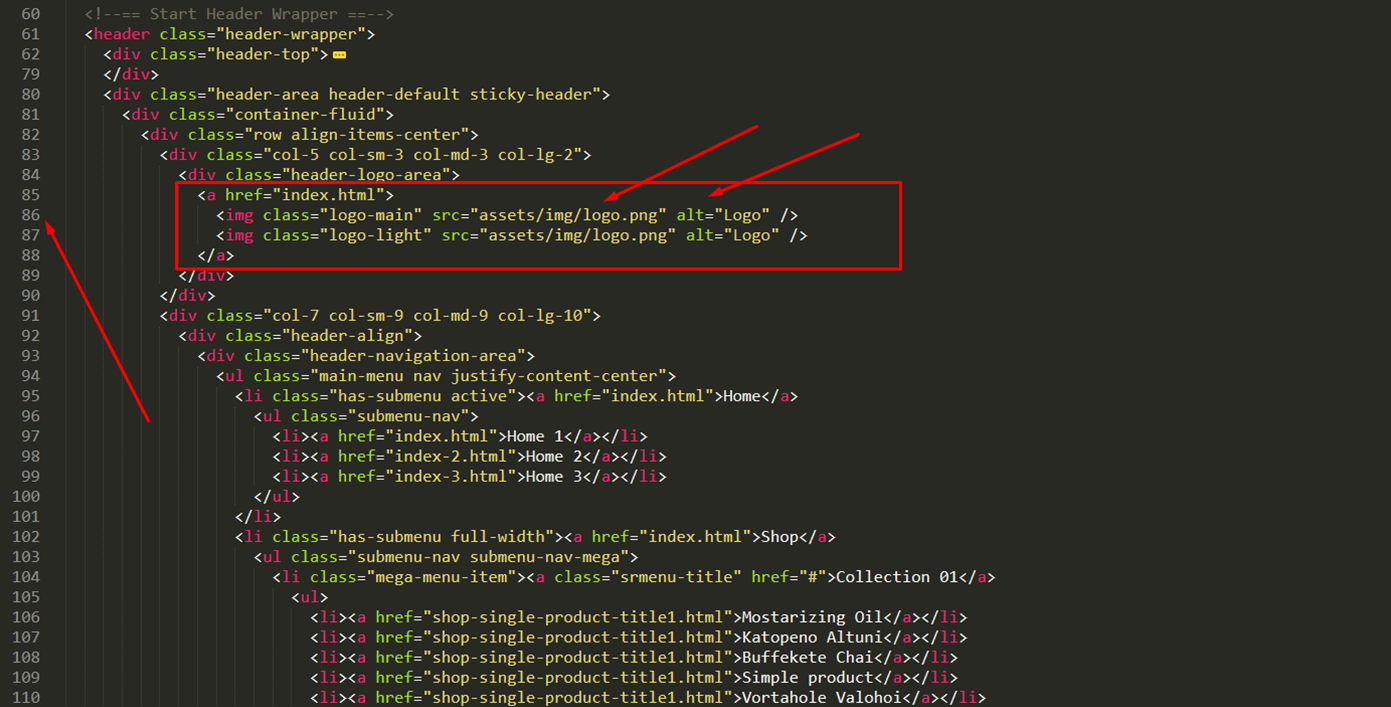 60 <!--== Start Header Wrapper ==-->
61 <header class="header-wrapper">
62 <div class="header-top">
79 </div>
80 <div class="header-area header-default sticky-header">
81 <div class="container-fluid">
82 <div class="row align-items-center">
83 <div class="col-5 col-sm-3 col-md-3 col-lg-2">
84 <div class="header-logo-area">
85 <a href="index.html">
86 <img class="logo-main" src="assets/img/logo.png" alt="Logo" />
87 <img class="logo-light" src="assets/img/logo.png" alt="Logo" />
88 </a>
89 </div>
90 </div>
91 <div class="col-7 col-sm-9 col-md-9 col-lg-10">
92 <div class="header-align">
93 <div class="header-navigation-area">
94 <ul class="main-menu nav justify-content-center">
95 <li class="has-submenu active"><a href="index.html">Home</a>
96 <ul class="submenu-nav">
97 <li><a href="index.html">Home 1</a></li>
98 <li><a href="index-2.html">Home 2</a></li>
99 <li><a href="index-3.html">Home 3</a></li>
100 </ul>
101 </li>
102 <li class="has-submenu full-width"><a href="index.html">Shop</a>
103 <ul class="submenu-nav submenu-nav-mega">
104 <li class="mega-menu-item"><a class="srmenu-title" href="#">Collection 01</a>
105 <ul>
106 <li><a href="shop-single-product-title1.html">Mostarizing Oil</a></li>
107 <li><a href="shop-single-product-title1.html">Katopeno Altuni</a></li>
108 <li><a href="shop-single-product-title1.html">Buffekete Chai</a></li>
109 <li><a href="shop-single-product-title1.html">Simple product</a></li>
110 <li><a href="shop-single-product-title1.html">Vortahole Valohoi</a></li>